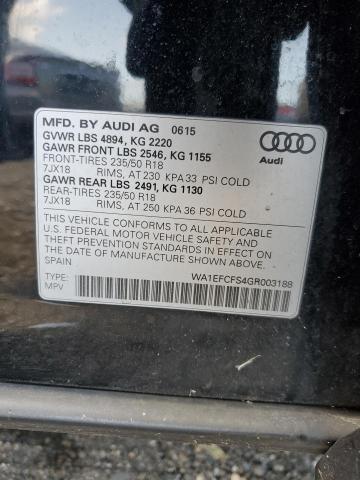 MFD. BY AUDI AG 0615
GVWR LBS 4894, KG 2220
GAWR FRONT LBS 2546, KG 1155
FRONT-TIRES 235/50 R18
7JX18 RIMS, AT 230 KPA 33 PSI COLD
GAWR REAR LBS 2491, KG 1130
REAR-TIRES 235/50 R18
7JX18 RIMS, AT 250 KPA 36 PSI COLD
Audi
THIS VEHICLE CONFORMS TO ALL APPLICABLE
U.S. FEDERAL MOTOR VEHICLE SAFETY, BUMPER AND
THEFT PREVENTION STANDARDS IN EFFECT ON
THE DATE OF MANUFACTURE SHOWN ABOVE.
SPAIN
TYPE:
MPV
WA1EFCFS4GR003188